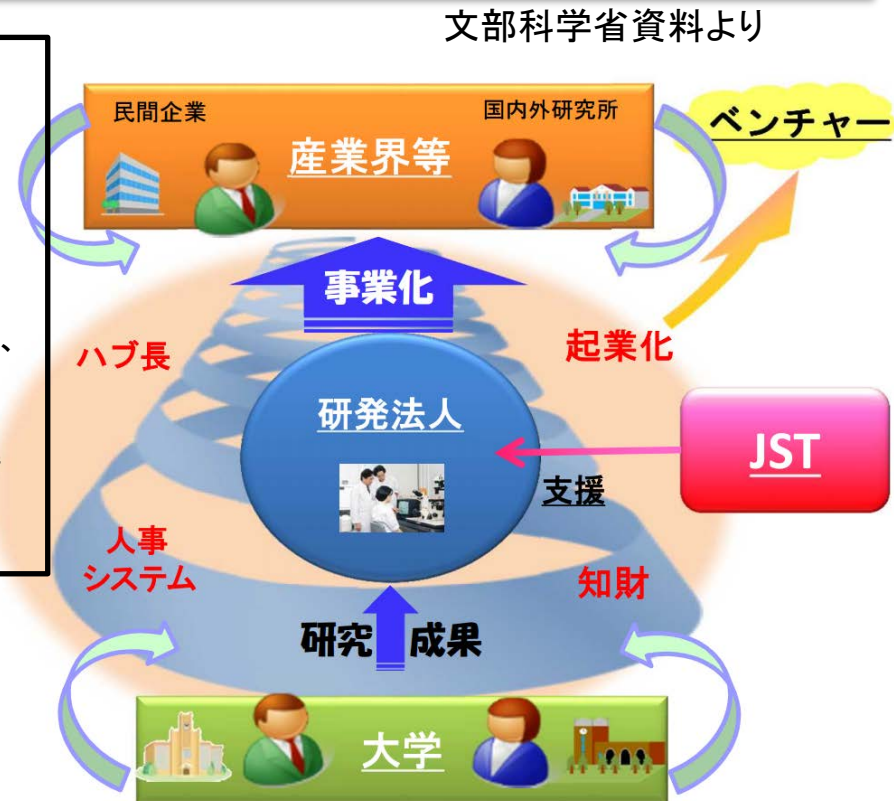 文部科学省資料より
民間企業
国内外研究所
産業界等
ベンチャー
事業化
、
ハブ長
起業化
研発法人
JST
支援
人事
システム
知財
研究 成果
大学